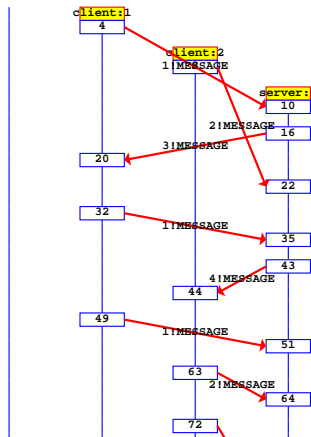 client:1
4
client:2
1!MESSAGE
server:
10
2!MESSAGE
16
3!MESSAGE
20
22
32
1!MESSAGE
35
43
4!MESSAGE
44
49
1!MESSAGE
51
63
2!MESSAGE
64
72